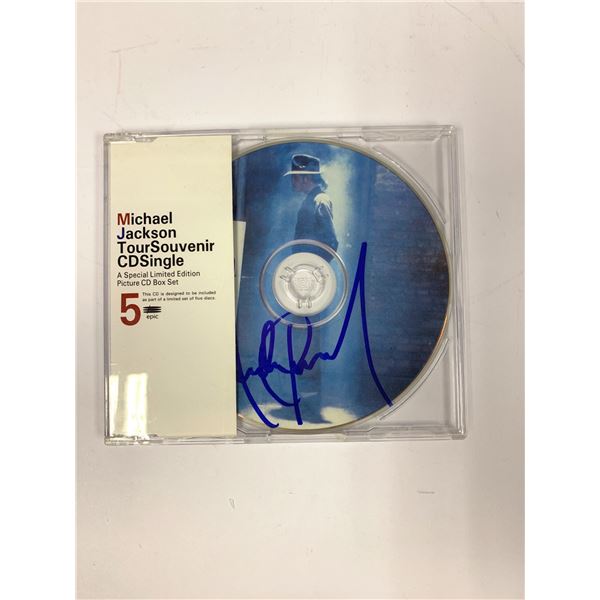 Michael
Jackson
TourSouvenir
CDSingle
A Special Limited Edition
Picture CD Box Set
5
This CD is designed to be included
as part of a limited set of five discs.
epic